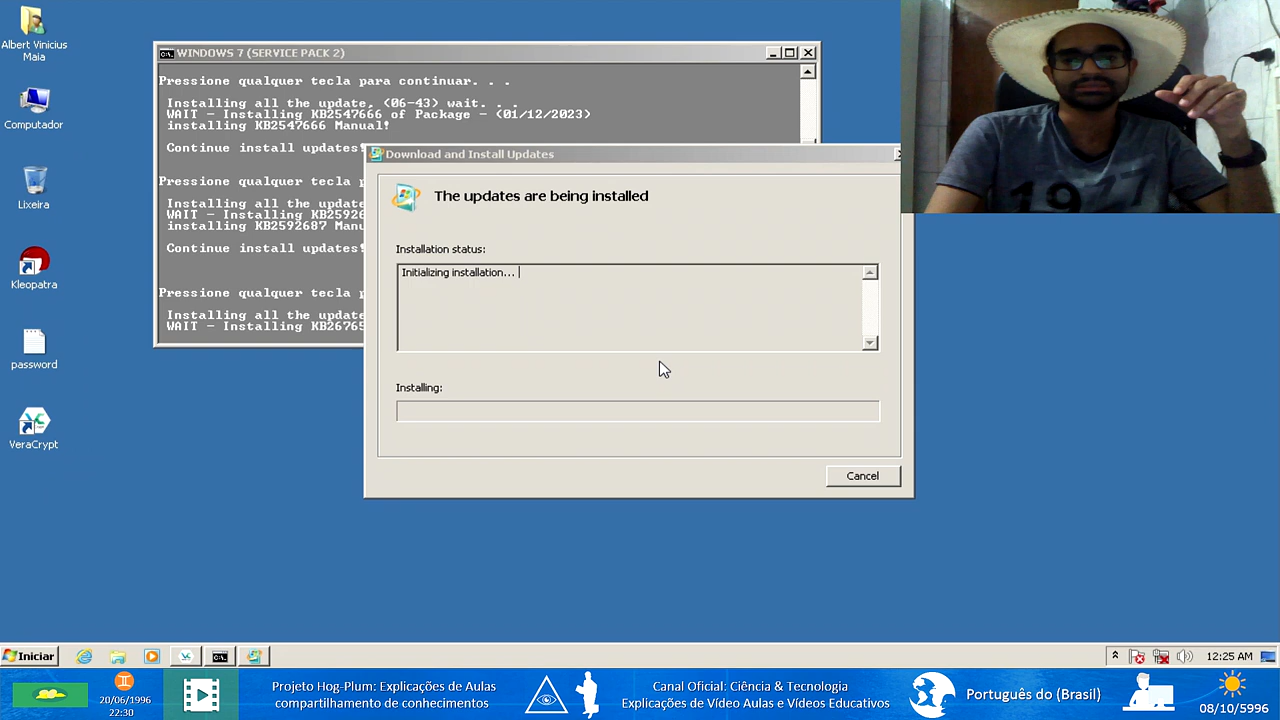 Albert Vinicius
Maia
Computador
Lixeira
Kleopatra
password
VeraCrypt
WINDOWS 7 (SERVICE PACK 2)
Pressione qualquer tecla para continuar. . .
Installing all the update, (06-43) wait. . .
WAIT - Installing KB2547666 of Package - (01/12/2023)
installing KB2547666 Manual!
Continue install updates!
Pressione qualquer tecla p
Installing all the update
WAIT - Installing KB25926
installing KB2592687 Manu
Continue install updates!
Pressione qualquer tecla p
Installing all the update
WAIT - Installing KB26765
Download and Install Updates
The updates are being installed
Installation status:
Initializing installation...
Installing:
Cancel
1977
Iniciar
12:25 AM
20/06/1996
22:30
Projeto Hog-Plum: Explicações de Aulas
compartilhamento de conhecimentos
Canal Oficial: Ciência & Tecnologia
Explicações de Vídeo Aulas e Vídeos Educativos
Português do (Brasil)
08/10/5996